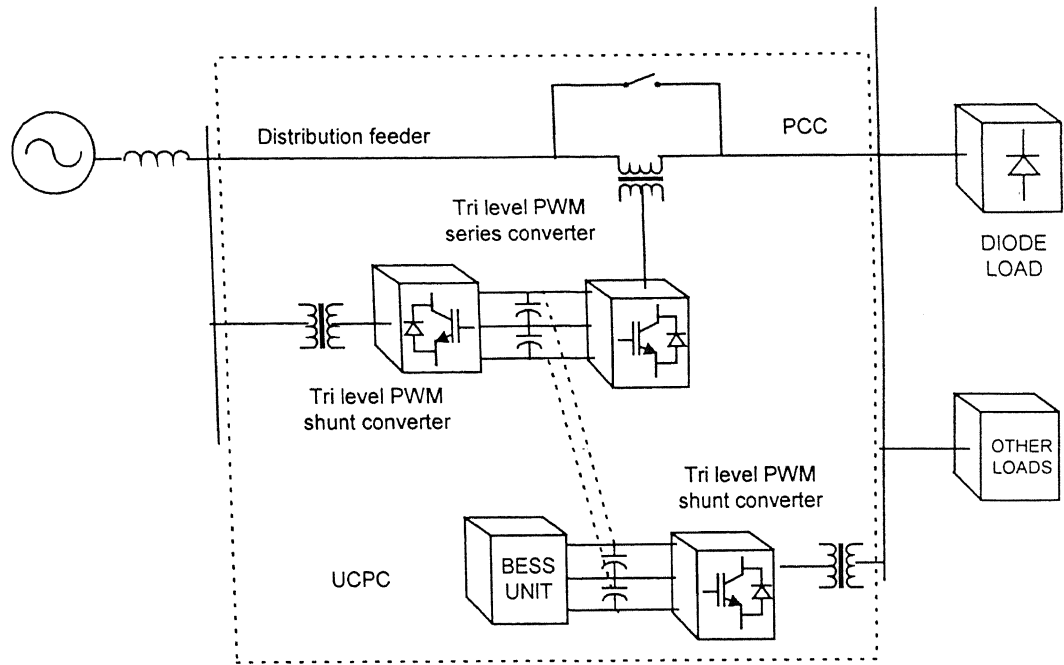 Distribution feeder
PCC
Tri level PWM
series converter
DIODE
LOAD
Tri level PWM
shunt converter
OTHER
LOADS
Tri level PWM
shunt converter
BESS
UNIT
UCPC